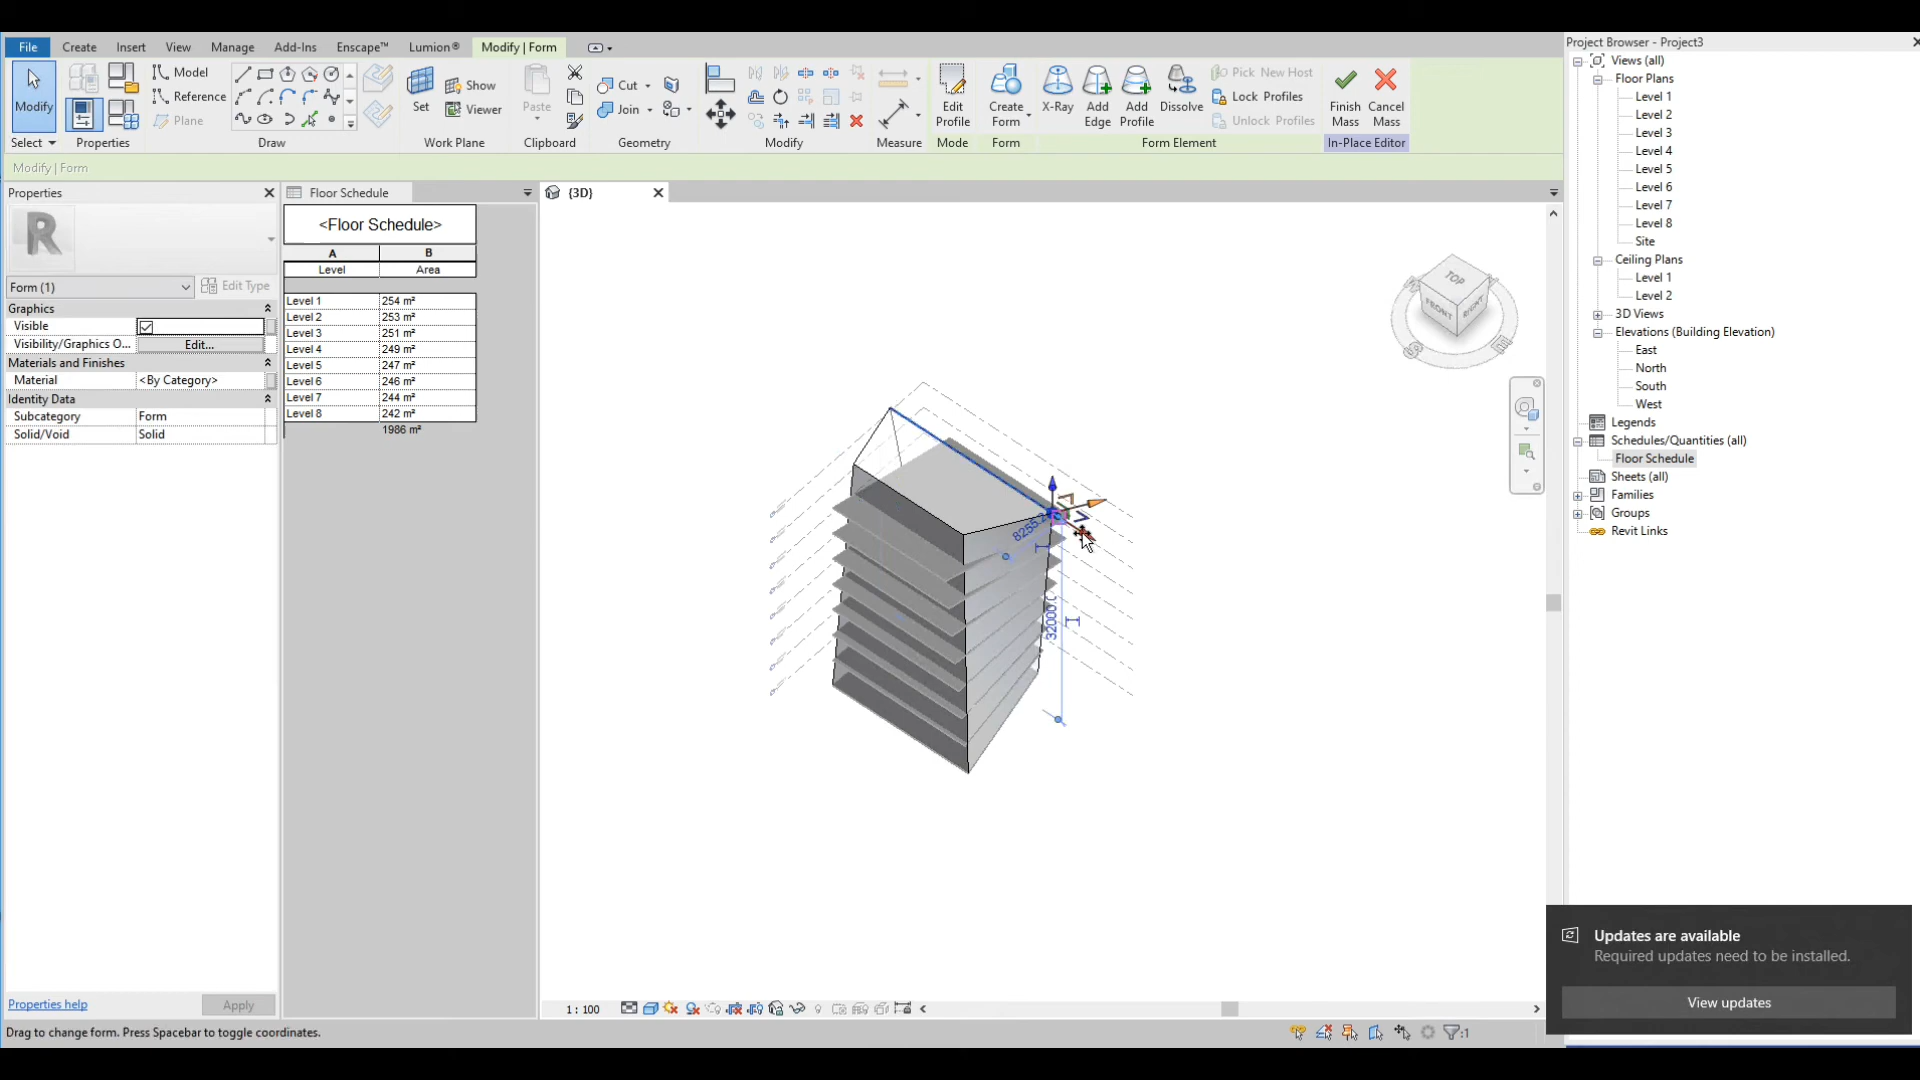 File Create Insert View Manage Add-Ins Enscape™ Lumion® Modify | Form
Modify
Select
Properties
Model
Reference
Plane
Draw
Set
Show
Viewer
Work Plane
Paste
Clipboard
Cut
Join
Geometry
Modify
Measure
Edit Profile
Mode
Create Form
Form
X-Ray
Add Edge
Add Profile
Dissolve
Pick New Host
Lock Profiles
Unlock Profiles
Form Element
Finish Mass
Cancel Mass
In-Place Editor
Modify | Form
Properties
R
Form (1)
Edit Type
Graphics
Visible
Visibility/Graphics O... Edit...
Materials and Finishes
Material <By Category>
Identity Data
Subcategory Form
Solid/Void Solid
Properties help
Apply
Floor Schedule
<Floor Schedule>
A B
Level Area
Level 1 254 m²
Level 2 253 m²
Level 3 251 m²
Level 4 249 m²
Level 5 247 m²
Level 6 246 m²
Level 7 244 m²
Level 8 242 m²
1986 m²
{3D}
TOP
FRONT
RIGHT
32000.0
1 : 100
Project Browser - Project3
Views (all)
Floor Plans
Level 1
Level 2
Level 3
Level 4
Level 5
Level 6
Level 7
Level 8
Site
Ceiling Plans
Level 1
Level 2
3D Views
Elevations (Building Elevation)
East
North
South
West
Legends
Schedules/Quantities (all)
Floor Schedule
Sheets (all)
Families
Groups
Revit Links
Updates are available
Required updates need to be installed.
View updates
Drag to change form. Press Spacebar to toggle coordinates.
:1